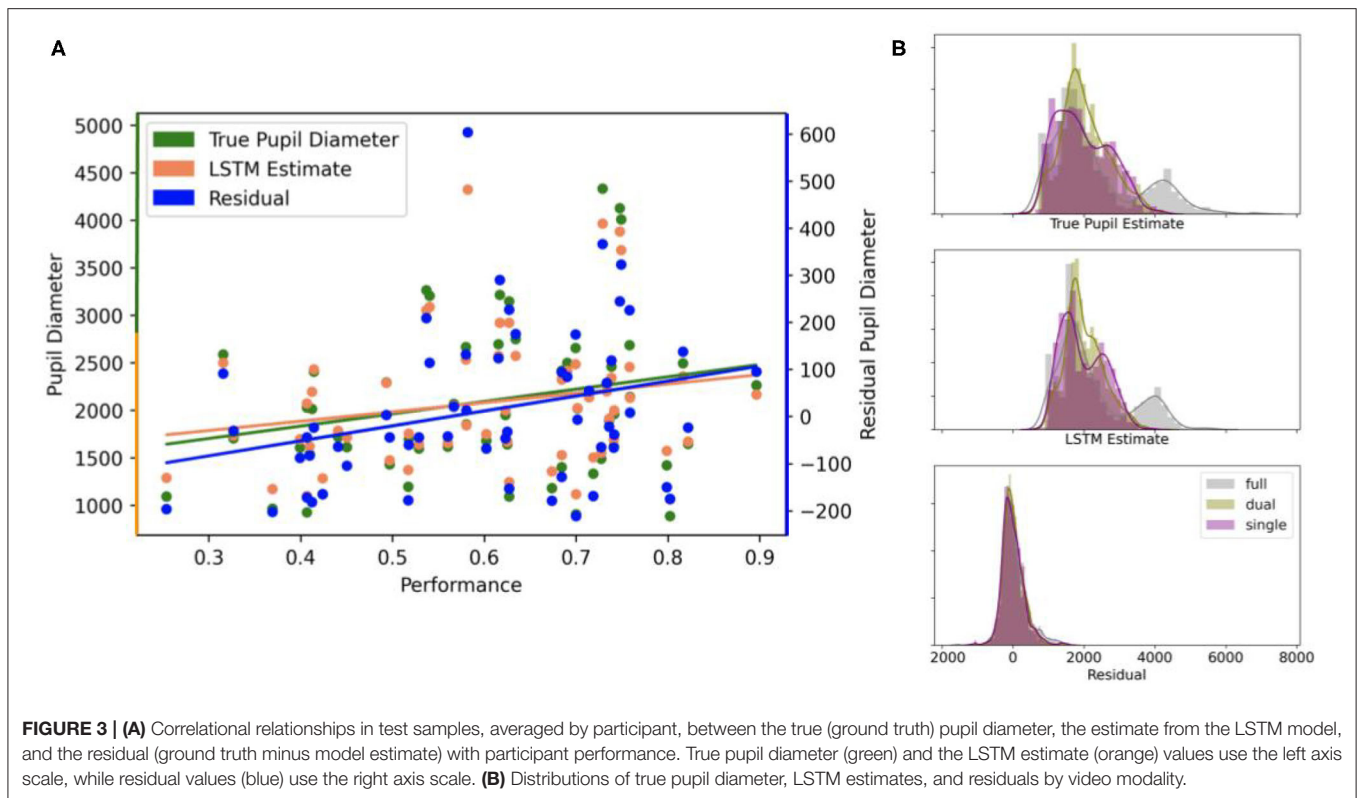 A
B
5000
4500
4000
3500
3000
2500
2000
1500
1000
Pupil Diameter
True Pupil Diameter
LSTM Estimate
Residual
600
500
400
300
200
100
0
−100
−200
Residual Pupil Diameter
0.3 0.4 0.5 0.6 0.7 0.8 0.9
Performance
True Pupil Estimate
LSTM Estimate
full
dual
single
2000 0 2000 4000 6000 8000
Residual
FIGURE 3 | (A) Correlational relationships in test samples, averaged by participant, between the true (ground truth) pupil diameter, the estimate from the LSTM model,
and the residual (ground truth minus model estimate) with participant performance. True pupil diameter (green) and the LSTM estimate (orange) values use the left axis
scale, while residual values (blue) use the right axis scale. (B) Distributions of true pupil diameter, LSTM estimates, and residuals by video modality.